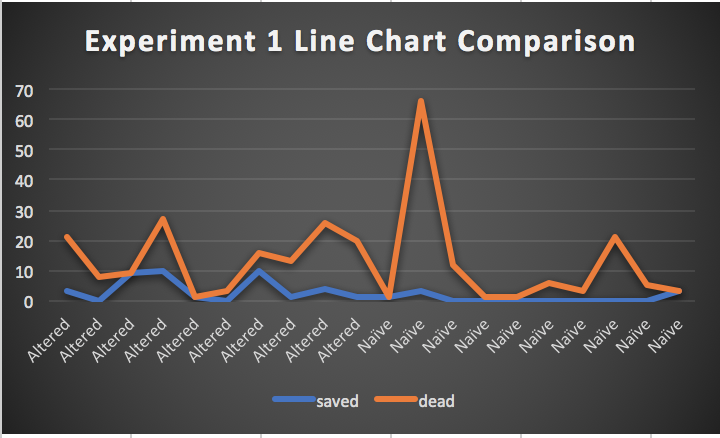 Experiment 1 Line Chart Comparison
70
60
50
40
30
20
10
0
Altered
Altered
Altered
Altered
Altered
Altered
Altered
Altered
Altered
Altered
Naïve
Naïve
Naïve
Naïve
Naïve
Naïve
Naïve
Naïve
Naïve
Naïve
saved dead